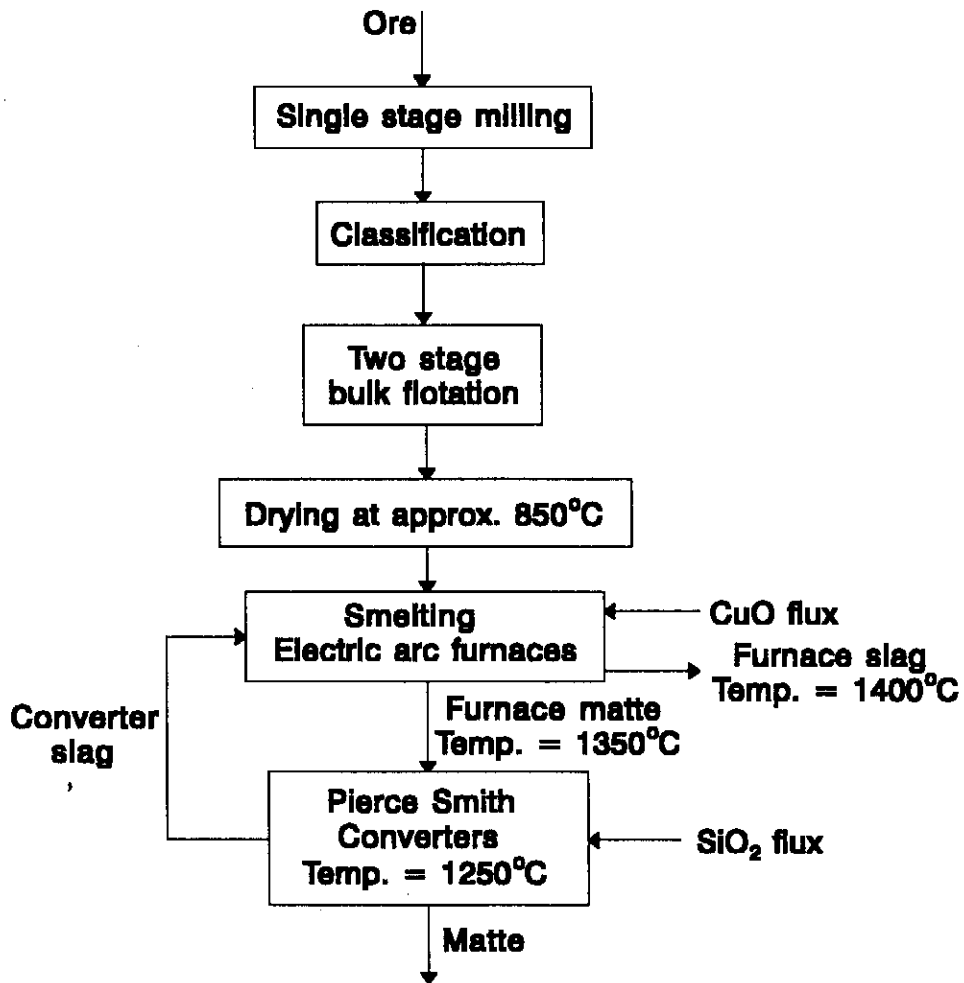 Ore
Single stage milling
Classification
Two stage
bulk flotation
Drying at approx. 850°C
Smelting
Electric arc furnaces
CuO flux
Furnace slag
Temp. = 1400°C
Converter
slag
Furnace matte
Temp. = 1350°C
Pierce Smith
Converters
Temp. = 1250°C
SiO₂ flux
Matte